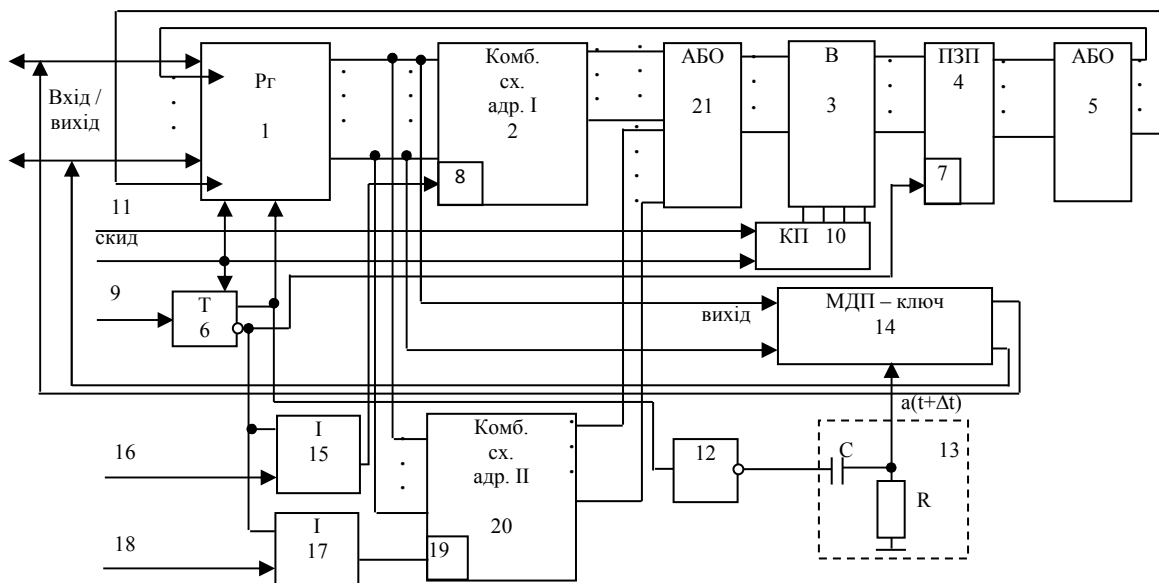 Вхід /
вихід
Рг
1
Комб.
сх.
адр. I
2
8
АБО
21
В
3
ПЗП
4
7
АБО
5
11
скид
КП 10
9
Т
6
вихід
МДП – ключ
14
a(t+Δt)
16
І
15
18
І
17
Комб.
сх.
адр. II
20
19
12
13
C
R